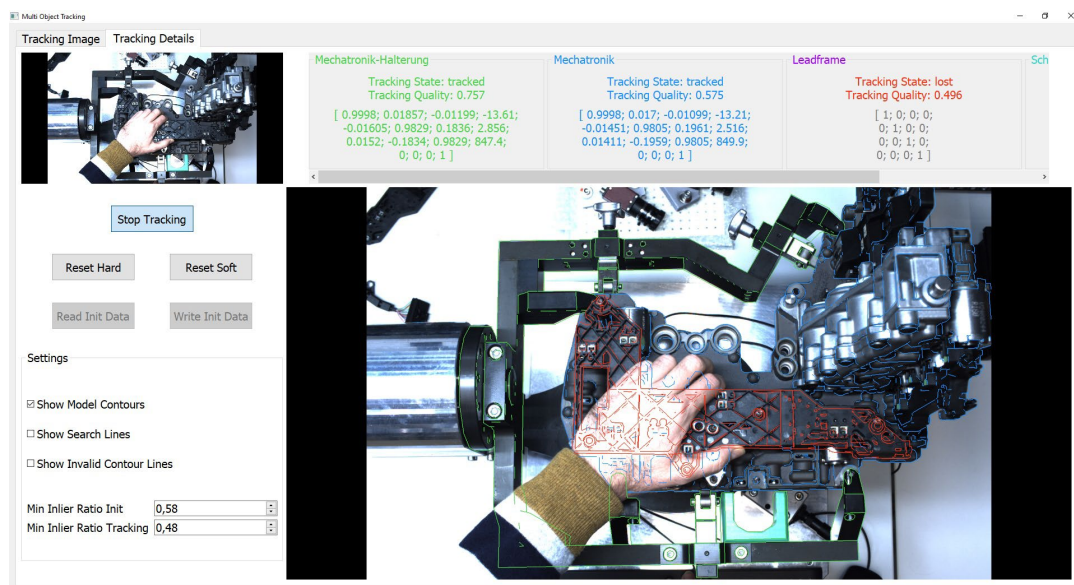 Multi Object Tracking
Tracking Image
Tracking Details
Mechatronik-Halterung
Tracking State: tracked
Tracking Quality: 0.757
[ 0.9998; 0.01857; -0.01199; -13.61;
-0.01605; 0.9829; 0.1836; 2.856;
0.0152; -0.1834; 0.9829; 847.4;
0; 0; 0; 1 ]
Mechatronik
Tracking State: tracked
Tracking Quality: 0.575
[ 0.9998; 0.017; -0.01099; -13.21;
-0.01451; 0.9805; 0.1961; 2.516;
0.01411; -0.1959; 0.9805; 849.9;
0; 0; 0; 1 ]
Leadframe
Tracking State: lost
Tracking Quality: 0.496
[ 1; 0; 0; 0;
0; 1; 0; 0;
0; 0; 1; 0;
0; 0; 0; 1 ]
Sch
Stop Tracking
Reset Hard
Reset Soft
Read Init Data
Write Init Data
Settings
Show Model Contours
Show Search Lines
Show Invalid Contour Lines
Min Inlier Ratio Init 0,58
Min Inlier Ratio Tracking 0,48